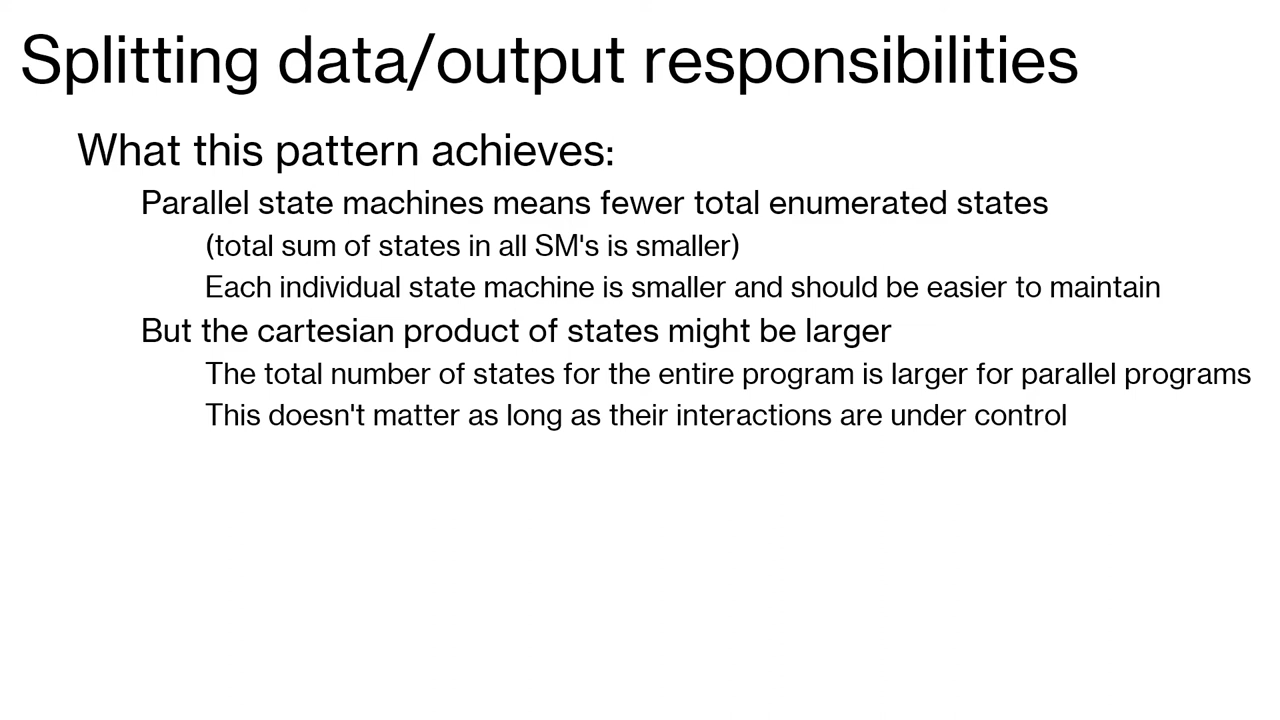 Splitting data/output responsibilities
What this pattern achieves:
Parallel state machines means fewer total enumerated states
(total sum of states in all SM's is smaller)
Each individual state machine is smaller and should be easier to maintain
But the cartesian product of states might be larger
The total number of states for the entire program is larger for parallel programs
This doesn't matter as long as their interactions are under control